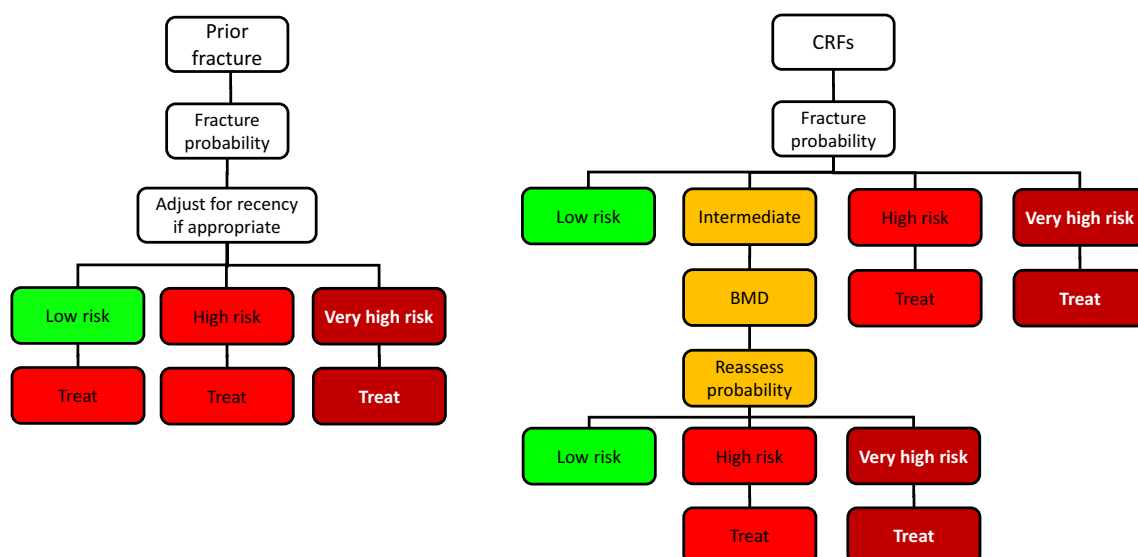 Prior
fracture
Fracture
probability
Adjust for recency
if appropriate
Low risk
High risk
Very high risk
Treat
Treat
Treat
CRFs
Fracture
probability
Low risk
Intermediate
High risk
Very high risk
BMD
Treat
Treat
Reassess
probability
Low risk
High risk
Very high risk
Treat
Treat